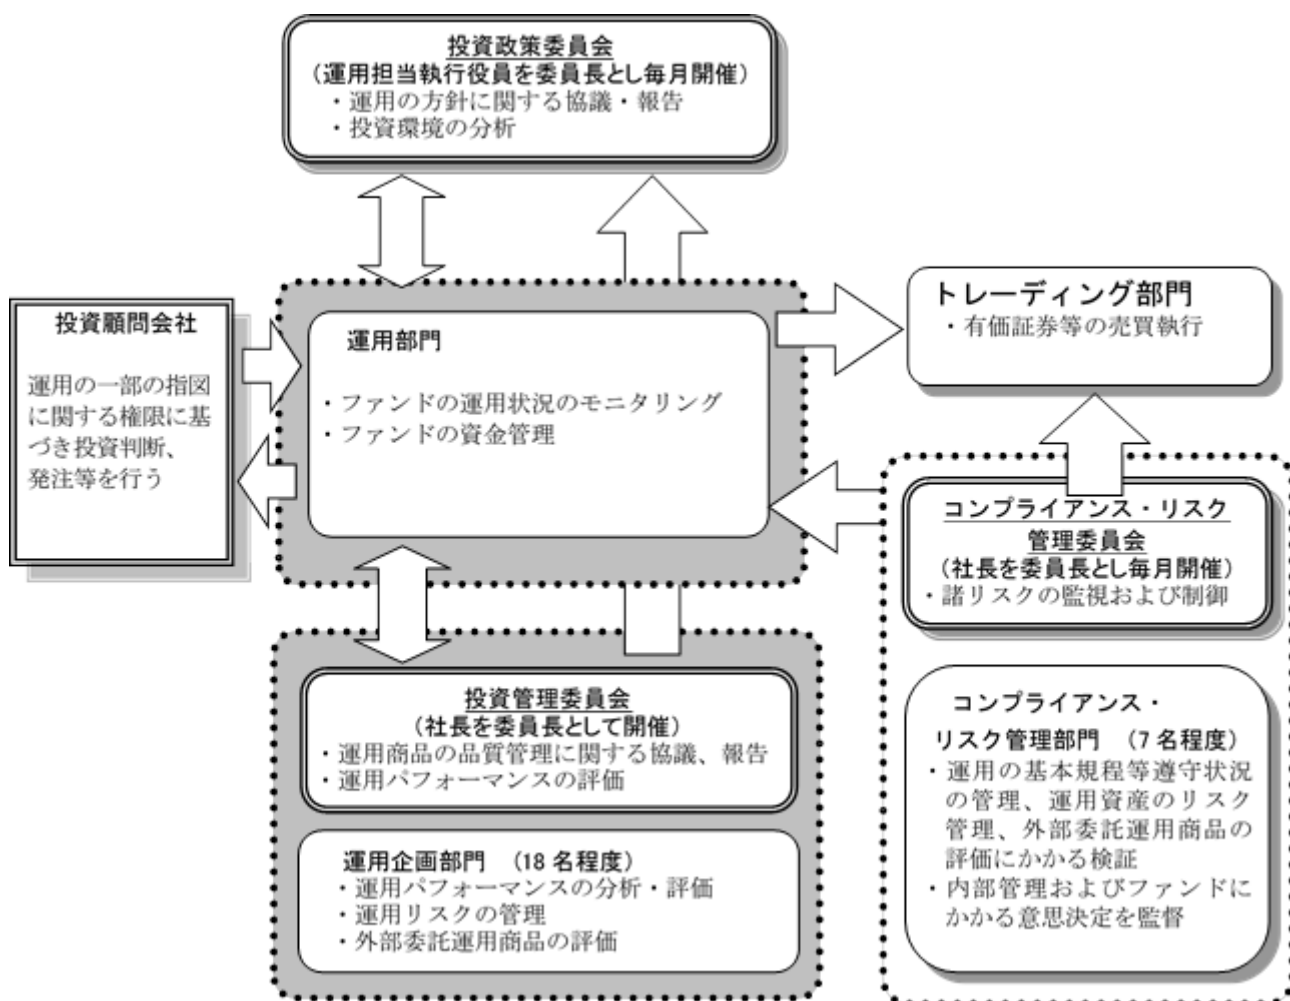 投資政策委員会
（運用担当執行役員を委員長とし毎月開催）
・運用の方針に関する協議・報告
・投資環境の分析
投資顧問会社
運用の一部の指図
に関する権限に基
づき投資判断、
発注等を行う
運用部門
・ファンドの運用状況のモニタリング
・ファンドの資金管理
トレーディング部門
・有価証券等の売買執行
コンプライアンス・リスク
管理委員会
（社長を委員長とし毎月開催）
・諸リスクの監視および制御
投資管理委員会
（社長を委員長として開催）
・運用商品の品質管理に関する協議、報告
・運用パフォーマンスの評価
運用企画部門　（18 名程度）
・運用パフォーマンスの分析・評価
・運用リスクの管理
・外部委託運用商品の評価
コンプライアンス・
リスク管理部門　（7 名程度）
・運用の基本規程等遵守状況
の管理、運用資産のリスク
管理、外部委託運用商品の
評価にかかる検証
・内部管理およびファンドに
かかる意思決定を監督